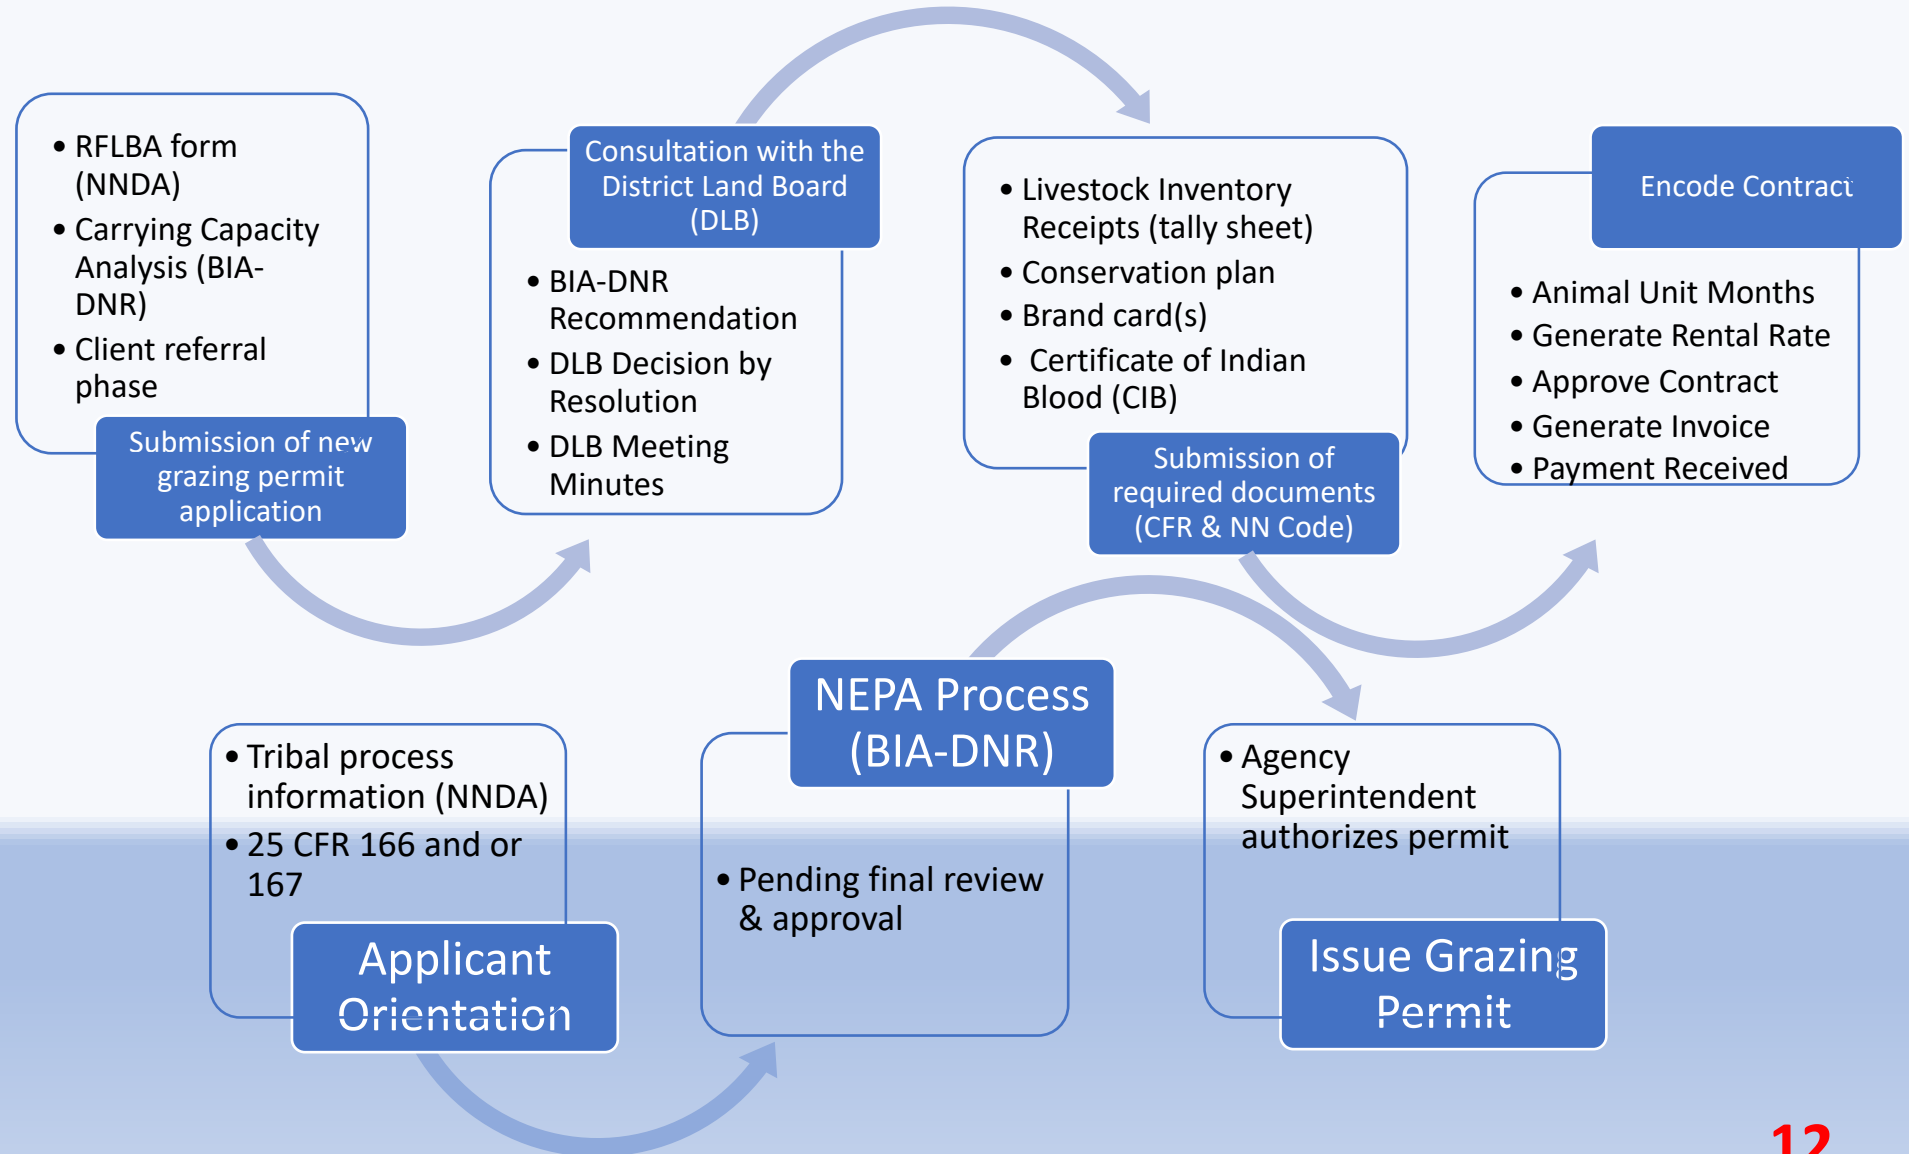 • RFLBA form
(NNDA)
• Carrying Capacity
Analysis (BIA-
DNR)
• Client referral
phase
Submission of new
grazing permit
application
Consultation with the
District Land Board
(DLB)
• BIA-DNR
Recommendation
• DLB Decision by
Resolution
• DLB Meeting
Minutes
• Livestock Inventory
Receipts (tally sheet)
• Conservation plan
• Brand card(s)
• Certificate of Indian
Blood (CIB)
Submission of
required documents
(CFR & NN Code)
Encode Contract
• Animal Unit Months
• Generate Rental Rate
• Approve Contract
• Generate Invoice
• Payment Received
• Tribal process
information (NNDA)
• 25 CFR 166 and or
167
Applicant
Orientation
NEPA Process
(BIA-DNR)
• Pending final review
& approval
• Agency
Superintendent
authorizes permit
Issue Grazing
Permit
12